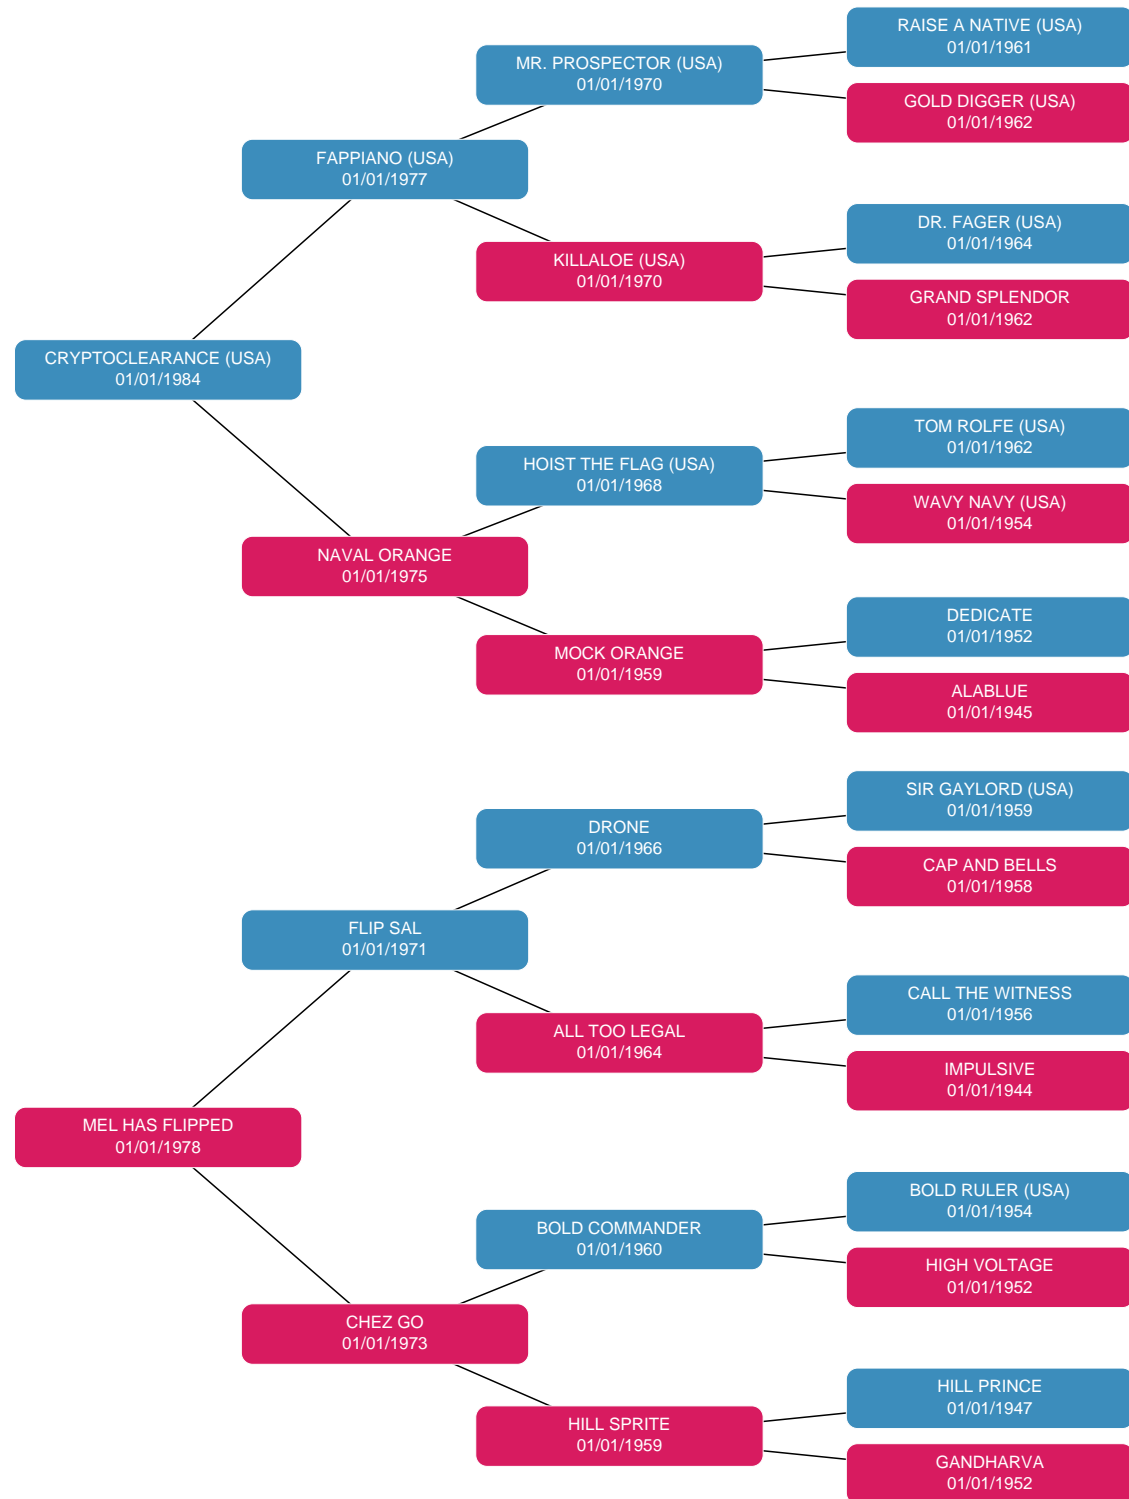 RAISE A NATIVE (USA)
01/01/1961
MR. PROSPECTOR (USA)
01/01/1970
GOLD DIGGER (USA)
01/01/1962
FAPPIANO (USA)
01/01/1977
DR. FAGER (USA)
01/01/1964
KILLALOE (USA)
01/01/1970
GRAND SPLENDOR
01/01/1962
CRYPTOCLEARANCE (USA)
01/01/1984
TOM ROLFE (USA)
01/01/1962
HOIST THE FLAG (USA)
01/01/1968
WAVY NAVY (USA)
01/01/1954
NAVAL ORANGE
01/01/1975
DEDICATE
01/01/1952
MOCK ORANGE
01/01/1959
ALABLUE
01/01/1945
SIR GAYLORD (USA)
01/01/1959
DRONE
01/01/1966
CAP AND BELLS
01/01/1958
FLIP SAL
01/01/1971
CALL THE WITNESS
01/01/1956
ALL TOO LEGAL
01/01/1964
IMPULSIVE
01/01/1944
MEL HAS FLIPPED
01/01/1978
BOLD RULER (USA)
01/01/1954
BOLD COMMANDER
01/01/1960
HIGH VOLTAGE
01/01/1952
CHEZ GO
01/01/1973
HILL PRINCE
01/01/1947
HILL SPRITE
01/01/1959
GANDHARVA
01/01/1952